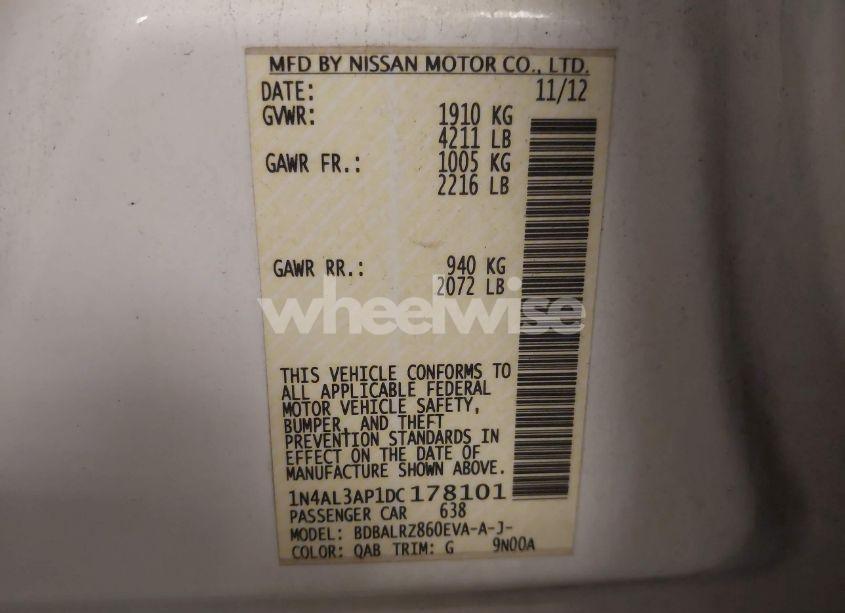 MFD BY NISSAN MOTOR CO., LTD.
DATE: 11/12
GVWR: 1910 KG
4211 LB
GAWR FR.: 1005 KG
2216 LB
GAWR RR.: 940 KG
2072 LB
wheelwise
THIS VEHICLE CONFORMS TO
ALL APPLICABLE FEDERAL
MOTOR VEHICLE SAFETY,
BUMPER, AND THEFT
PREVENTION STANDARDS IN
EFFECT ON THE DATE OF
MANUFACTURE SHOWN ABOVE.
1N4AL3AP1DC178101
PASSENGER CAR 638
MODEL: BDBALRZ860EVA-A-J-
COLOR: QAB TRIM: G 9N00A